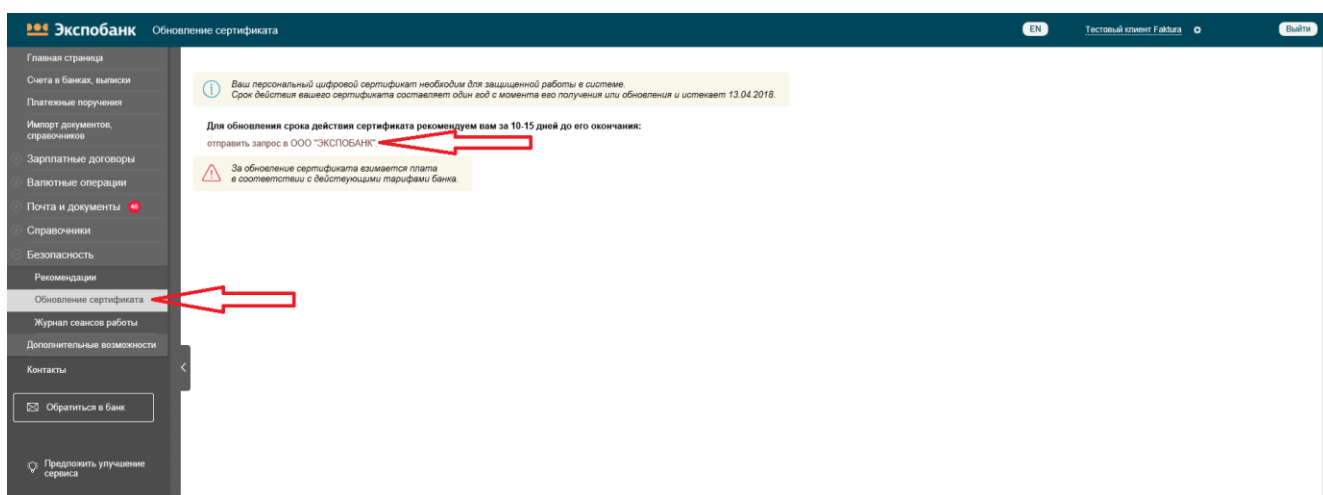 Экспобанк Обновление сертификата EN Тестовый клиент Faktura Выйти
Главная страница
Счета в банках, выписки
Платежные поручения
Импорт документов,
справочников
Зарплатные договоры
Валютные операции
Почта и документы 46
Справочники
Безопасность
Рекомендации
Обновление сертификата
Журнал сеансов работы
Дополнительные возможности
Контакты
Обратиться в банк
Предложить улучшение
сервиса
Ваш персональный цифровой сертификат необходим для защищенной работы в системе.
Срок действия вашего сертификата составляет один год с момента его получения или обновления и истекает 13.04.2018.
Для обновления срока действия сертификата рекомендуем вам за 10-15 дней до его окончания:
отправить запрос в ООО "ЭКСПОБАНК".
За обновление сертификата взимается плата
в соответствии с действующими тарифами банка.